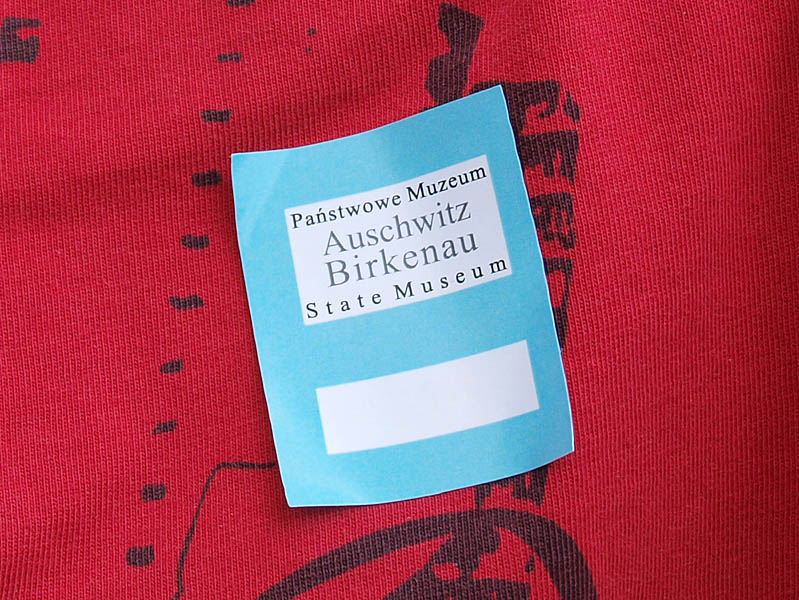 Państwowe Muzeum
Auschwitz
Birkenau
State Museum